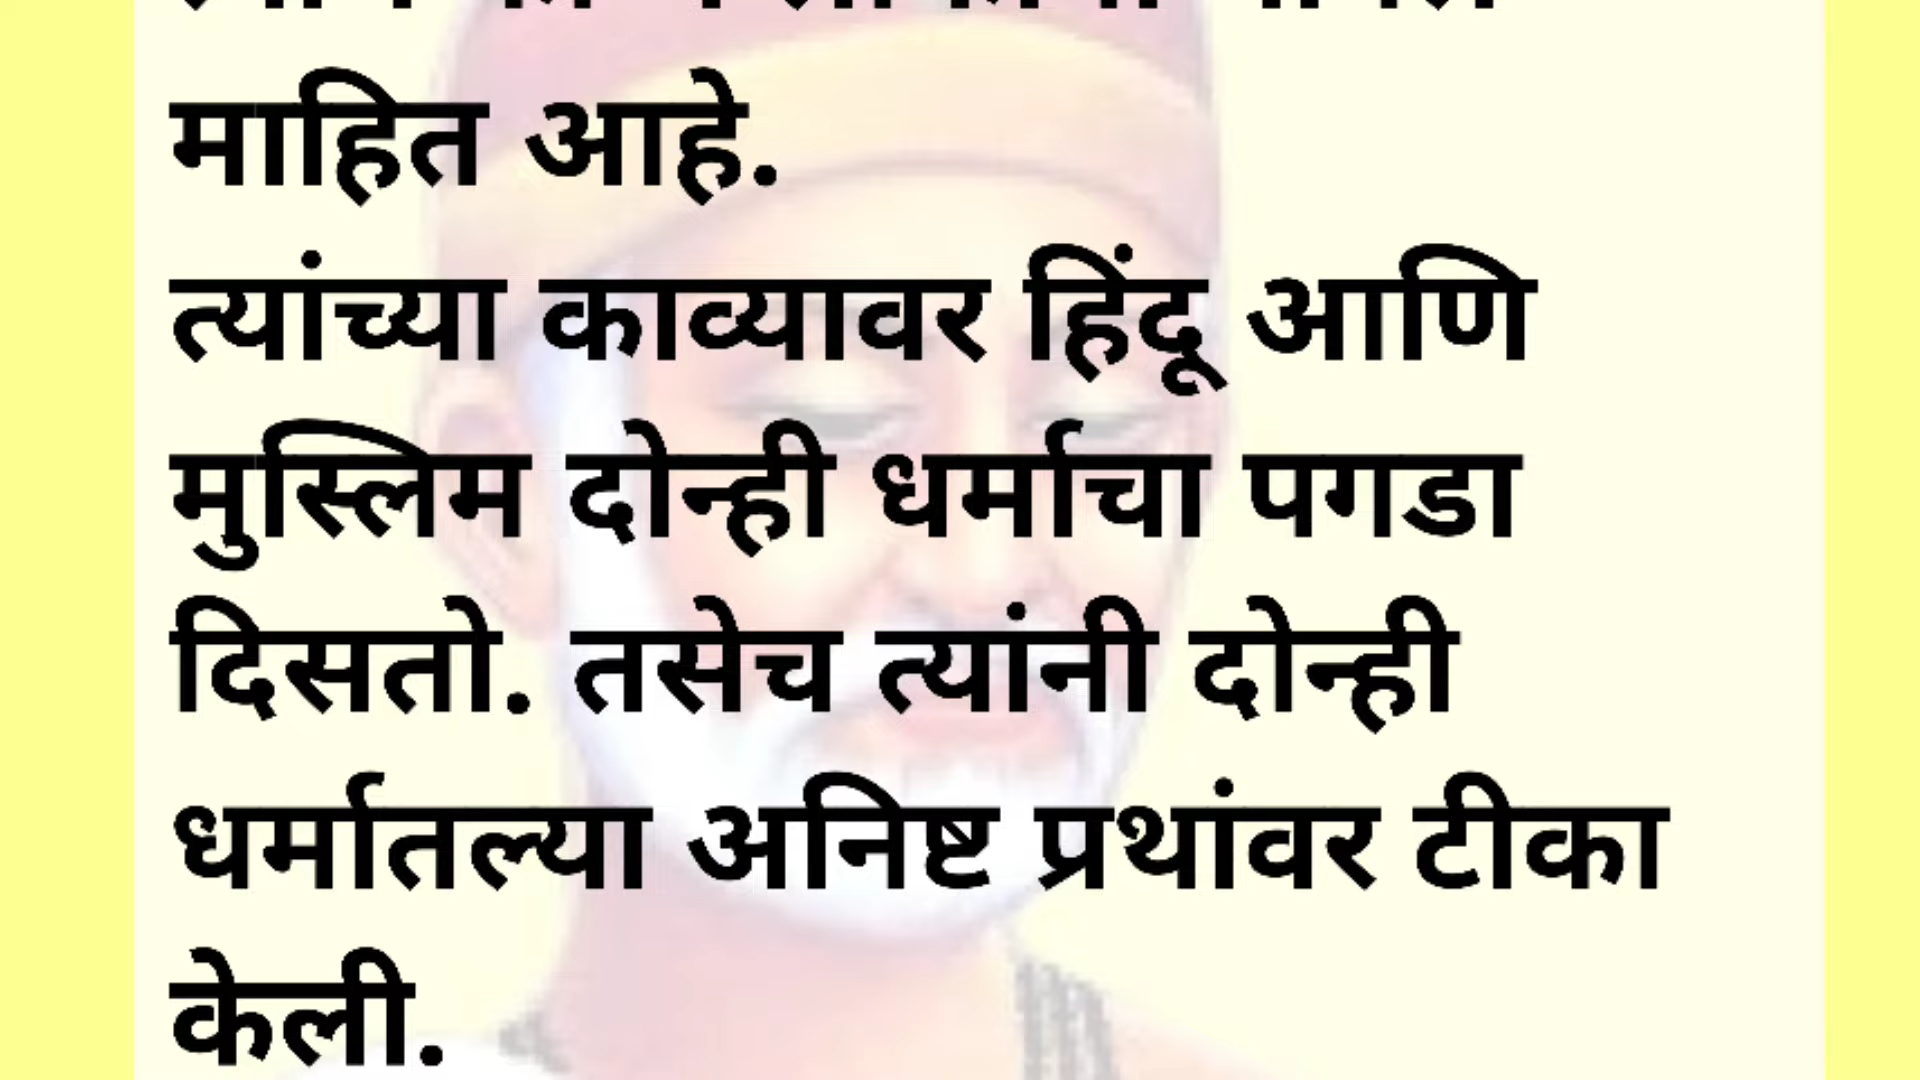 माहित आहे.
त्यांच्या काव्यावर हिंदू आणि
मुस्लिम दोन्ही धर्माचा पगडा
दिसतो. तसेच त्यांनी दोन्ही
धर्मातल्या अनिष्ट प्रथांवर टीका
केली.